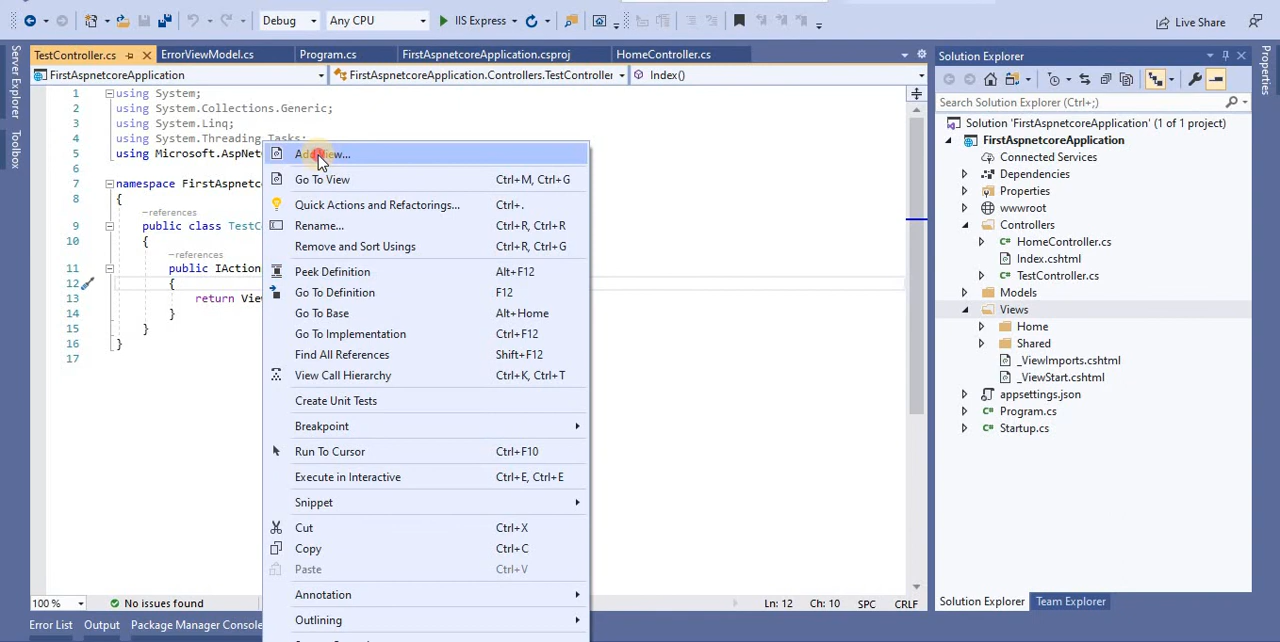 Debug
Any CPU
IIS Express
Live Share
TestController.cs
ErrorViewModel.cs
Program.cs
FirstAspnetcoreApplication.csproj
HomeController.cs
FirstAspnetcoreApplication
FirstAspnetcoreApplication.Controllers.TestController
Index()
1 using System;
2 using System.Collections.Generic;
3 using System.Linq;
4 using System.Threading.Tasks;
5 using Microsoft.AspNet
6
7 namespace FirstAspnetc
8 {
-references
9 public class TestCo
10 {
-references
11 public IAction
12 {
13 return View
14 }
15 }
16 }
17
View...
Go To View Ctrl+M, Ctrl+G
Quick Actions and Refactorings... Ctrl+.
Rename... Ctrl+R, Ctrl+R
Remove and Sort Usings Ctrl+R, Ctrl+G
Peek Definition Alt+F12
Go To Definition F12
Go To Base Alt+Home
Go To Implementation Ctrl+F12
Find All References Shift+F12
View Call Hierarchy Ctrl+K, Ctrl+T
Create Unit Tests
Breakpoint
Run To Cursor Ctrl+F10
Execute in Interactive Ctrl+E, Ctrl+E
Snippet
Cut Ctrl+X
Copy Ctrl+C
Paste Ctrl+V
Annotation
Outlining
100 %
No issues found
Ln: 12 Ch: 10 SPC CRLF
Error List Output Package Manager Console
Server Explorer
Toolbox
Solution Explorer
Search Solution Explorer (Ctrl+;)
Solution 'FirstAspnetcoreApplication' (1 of 1 project)
FirstAspnetcoreApplication
Connected Services
Dependencies
Properties
wwwroot
Controllers
HomeController.cs
Index.cshtml
TestController.cs
Models
Views
Home
Shared
_ViewImports.cshtml
_ViewStart.cshtml
appsettings.json
Program.cs
Startup.cs
Solution Explorer Team Explorer
Properties